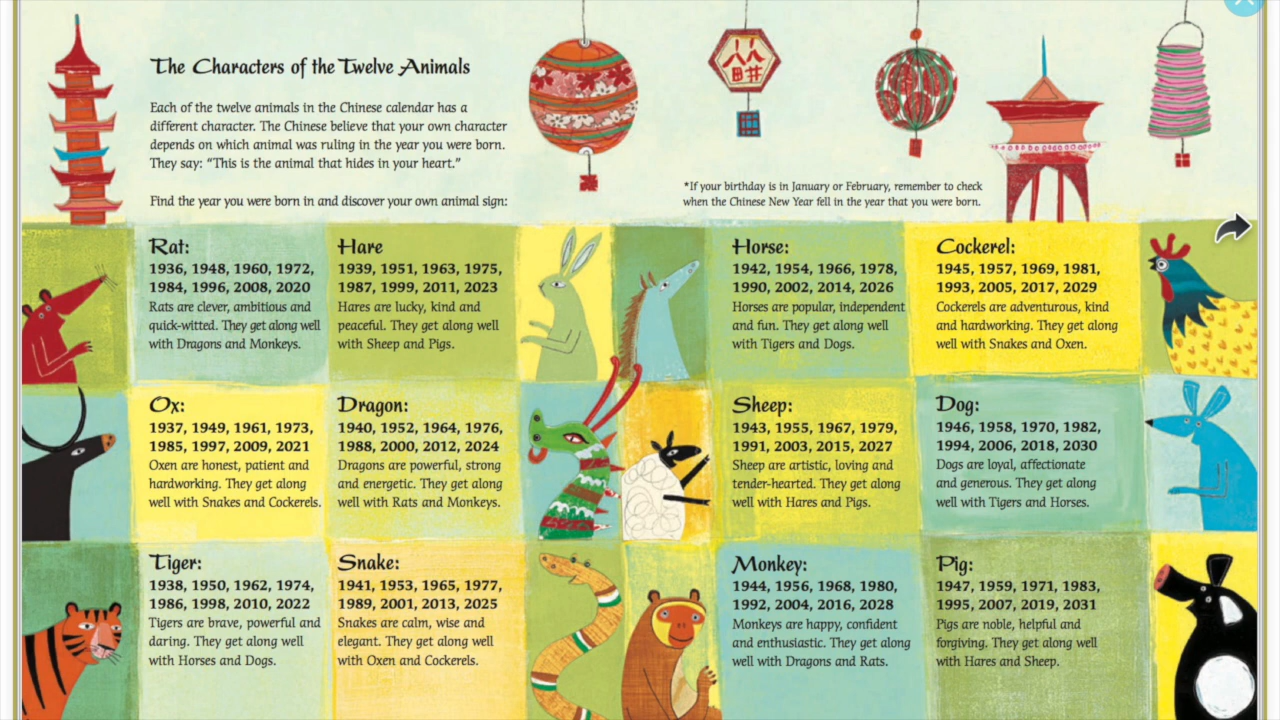 The Characters of the Twelve Animals
Each of the twelve animals in the Chinese calendar has a
different character. The Chinese believe that your own character
depends on which animal was ruling in the year you were born.
They say: "This is the animal that hides in your heart."
Find the year you were born in and discover your own animal sign:
*If your birthday is in January or February, remember to check
when the Chinese New Year fell in the year that you were born.
Rat:
1936, 1948, 1960, 1972,
1984, 1996, 2008, 2020
Rats are clever, ambitious and
quick-witted. They get along well
with Dragons and Monkeys.
Hare
1939, 1951, 1963, 1975,
1987, 1999, 2011, 2023
Hares are lucky, kind and
peaceful. They get along well
with Sheep and Pigs.
Horse:
1942, 1954, 1966, 1978,
1990, 2002, 2014, 2026
Horses are popular, independent
and fun. They get along well
with Tigers and Dogs.
Cockerel:
1945, 1957, 1969, 1981,
1993, 2005, 2017, 2029
Cockerels are adventurous, kind
and hardworking. They get along
well with Snakes and Oxen.
Ox:
1937, 1949, 1961, 1973,
1985, 1997, 2009, 2021
Oxen are honest, patient and
hardworking. They get along
well with Snakes and Cockerels.
Dragon:
1940, 1952, 1964, 1976,
1988, 2000, 2012, 2024
Dragons are powerful, strong
and energetic. They get along
well with Rats and Monkeys.
Sheep:
1943, 1955, 1967, 1979,
1991, 2003, 2015, 2027
Sheep are artistic, loving and
tender-hearted. They get along
well with Hares and Pigs.
Dog:
1946, 1958, 1970, 1982,
1994, 2006, 2018, 2030
Dogs are loyal, affectionate
and generous. They get along
well with Tigers and Horses.
Tiger:
1938, 1950, 1962, 1974,
1986, 1998, 2010, 2022
Tigers are brave, powerful and
daring. They get along well
with Horses and Dogs.
Snake:
1941, 1953, 1965, 1977,
1989, 2001, 2013, 2025
Snakes are calm, wise and
elegant. They get along well
with Oxen and Cockerels.
Monkey:
1944, 1956, 1968, 1980,
1992, 2004, 2016, 2028
Monkeys are happy, confident
and enthusiastic. They get along
well with Dragons and Rats.
Pig:
1947, 1959, 1971, 1983,
1995, 2007, 2019, 2031
Pigs are noble, helpful and
forgiving. They get along well
with Hares and Sheep.